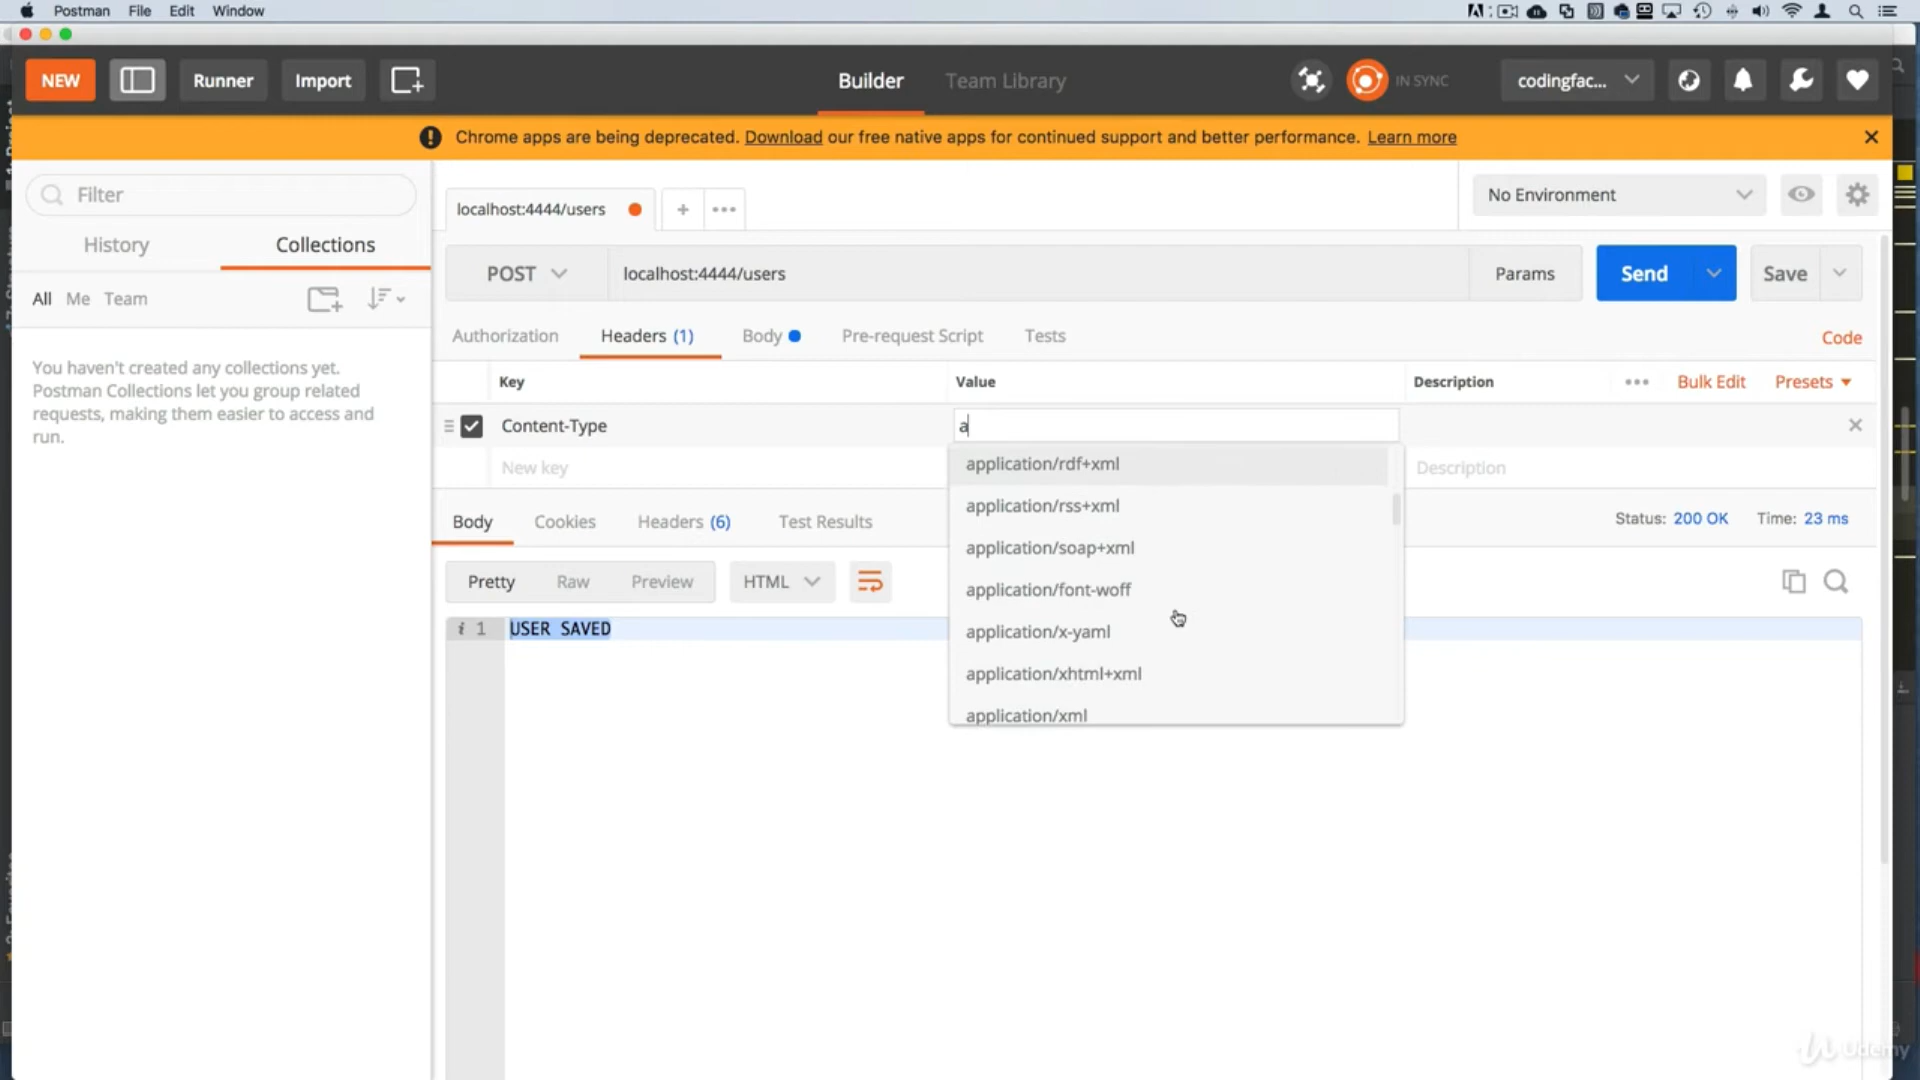 Postman File Edit Window
NEW Runner Import Builder Team Library IN SYNC codingfac...
Chrome apps are being deprecated. Download our free native apps for continued support and better performance. Learn more
Filter
History Collections
All Me Team
You haven't created any collections yet.
Postman Collections let you group related
requests, making them easier to access and
run.
localhost:4444/users
No Environment
POST localhost:4444/users Params Send Save
Authorization Headers (1) Body Pre-request Script Tests Code
Key Value Description Bulk Edit Presets
Content-Type a
New key Description
application/rdf+xml
application/rss+xml
application/soap+xml
application/font-woff
application/x-yaml
application/xhtml+xml
application/xml
Body Cookies Headers (6) Test Results Status: 200 OK Time: 23 ms
Pretty Raw Preview HTML
i 1 USER SAVED
Udemy